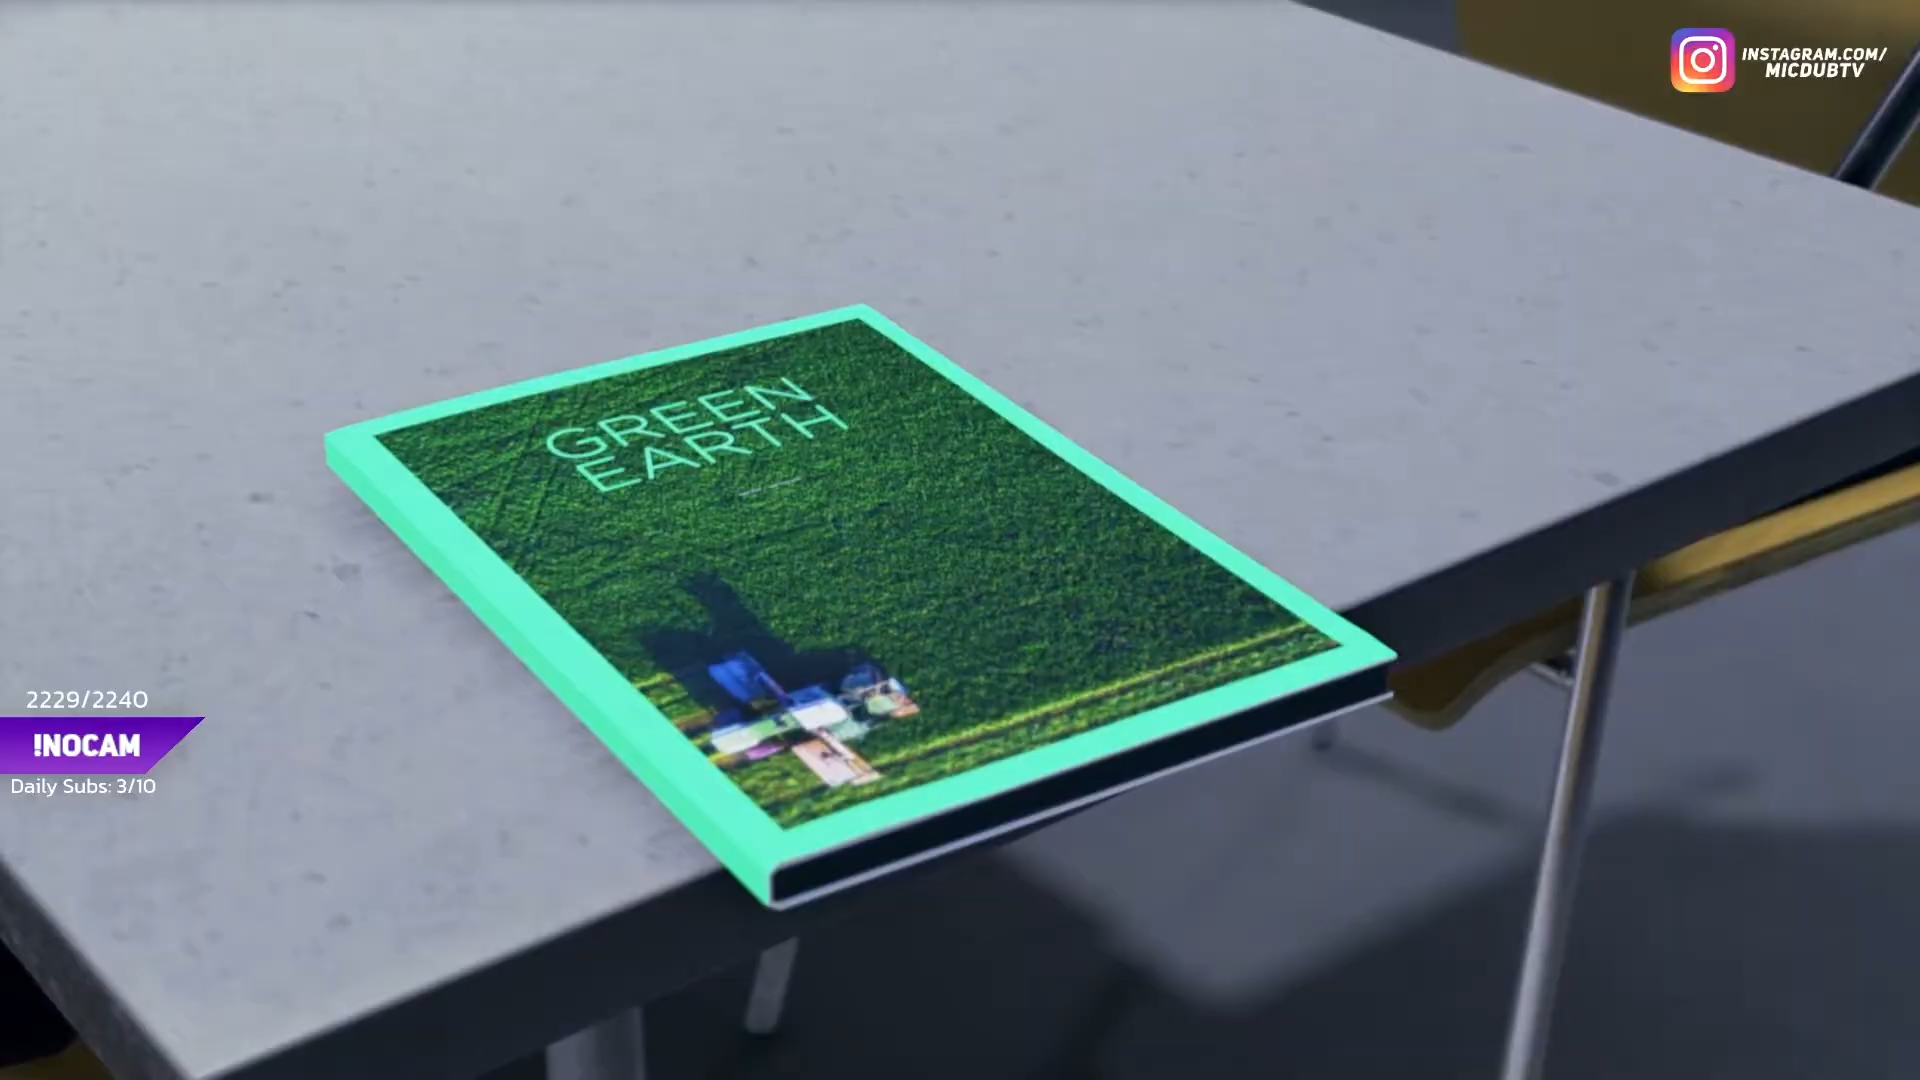 INSTAGRAM.COM/
MICDUBTV
GREEN
EARTH
2229/2240
!NOCAM
Daily Subs: 3/10